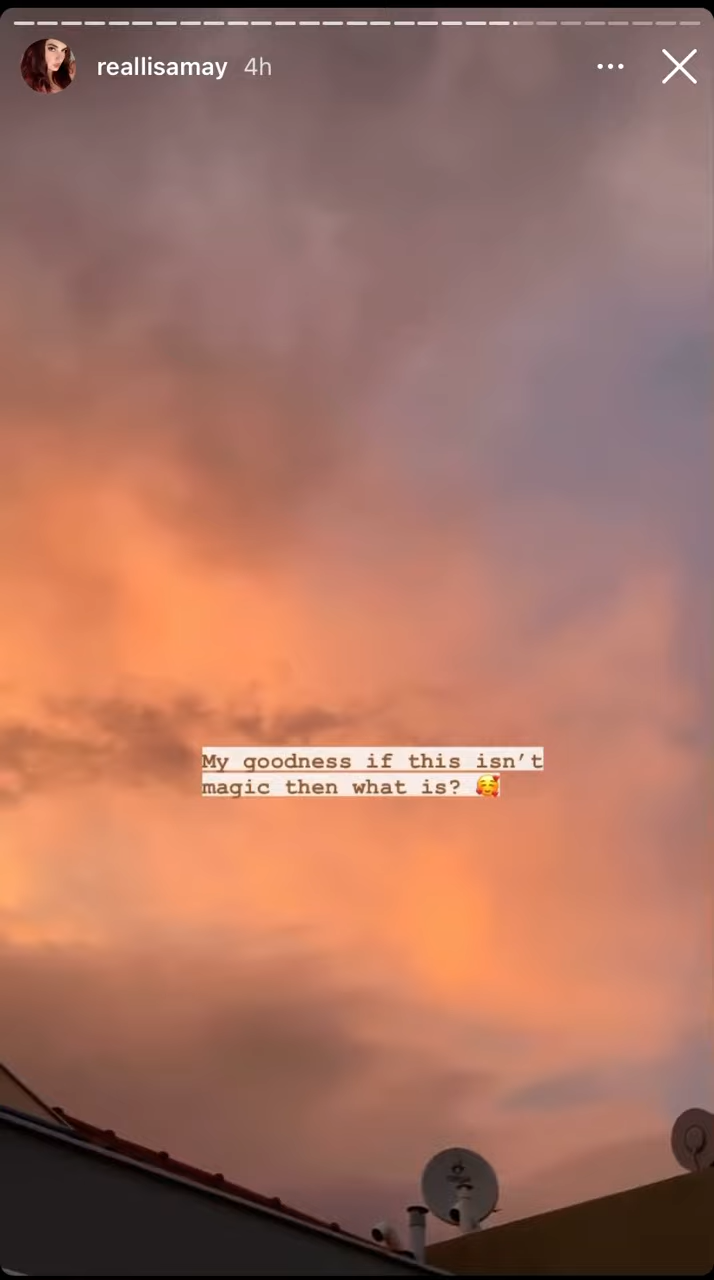 reallisamay 4h
My goodness if this isn’t
magic then what is? 🥰